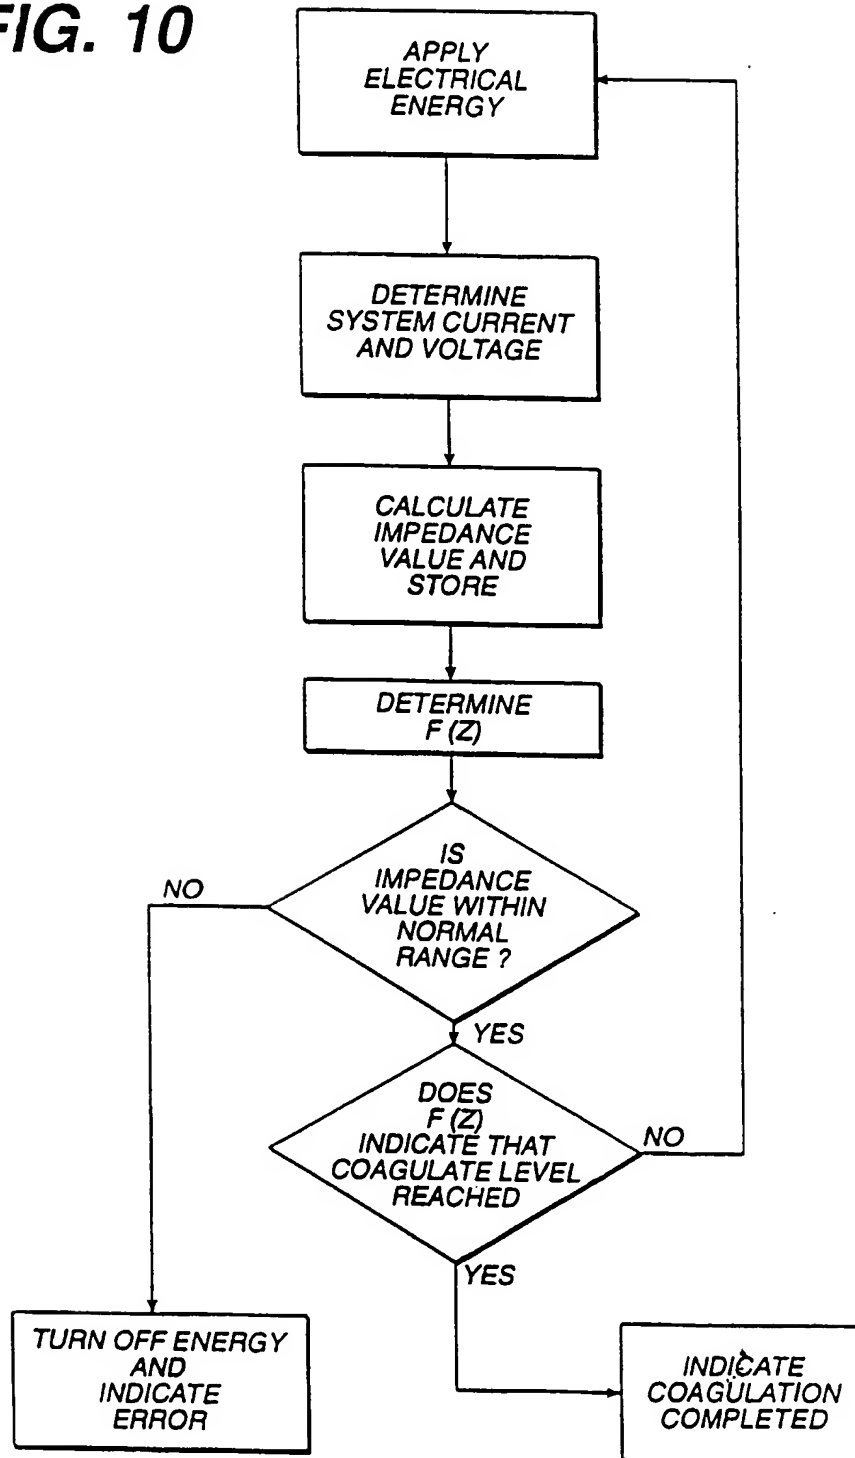 FIG. 10
APPLY
ELECTRICAL
ENERGY
DETERMINE
SYSTEM CURRENT
AND VOLTAGE
CALCULATE
IMPEDANCE
VALUE AND
STORE
DETERMINE
F (Z)
IS
IMPEDANCE
VALUE WITHIN
NORMAL
RANGE ?
NO
YES
DOES
F (Z)
INDICATE THAT
COAGULATE LEVEL
REACHED
NO
YES
TURN OFF ENERGY
AND
INDICATE
ERROR
INDICATE
COAGULATION
COMPLETED